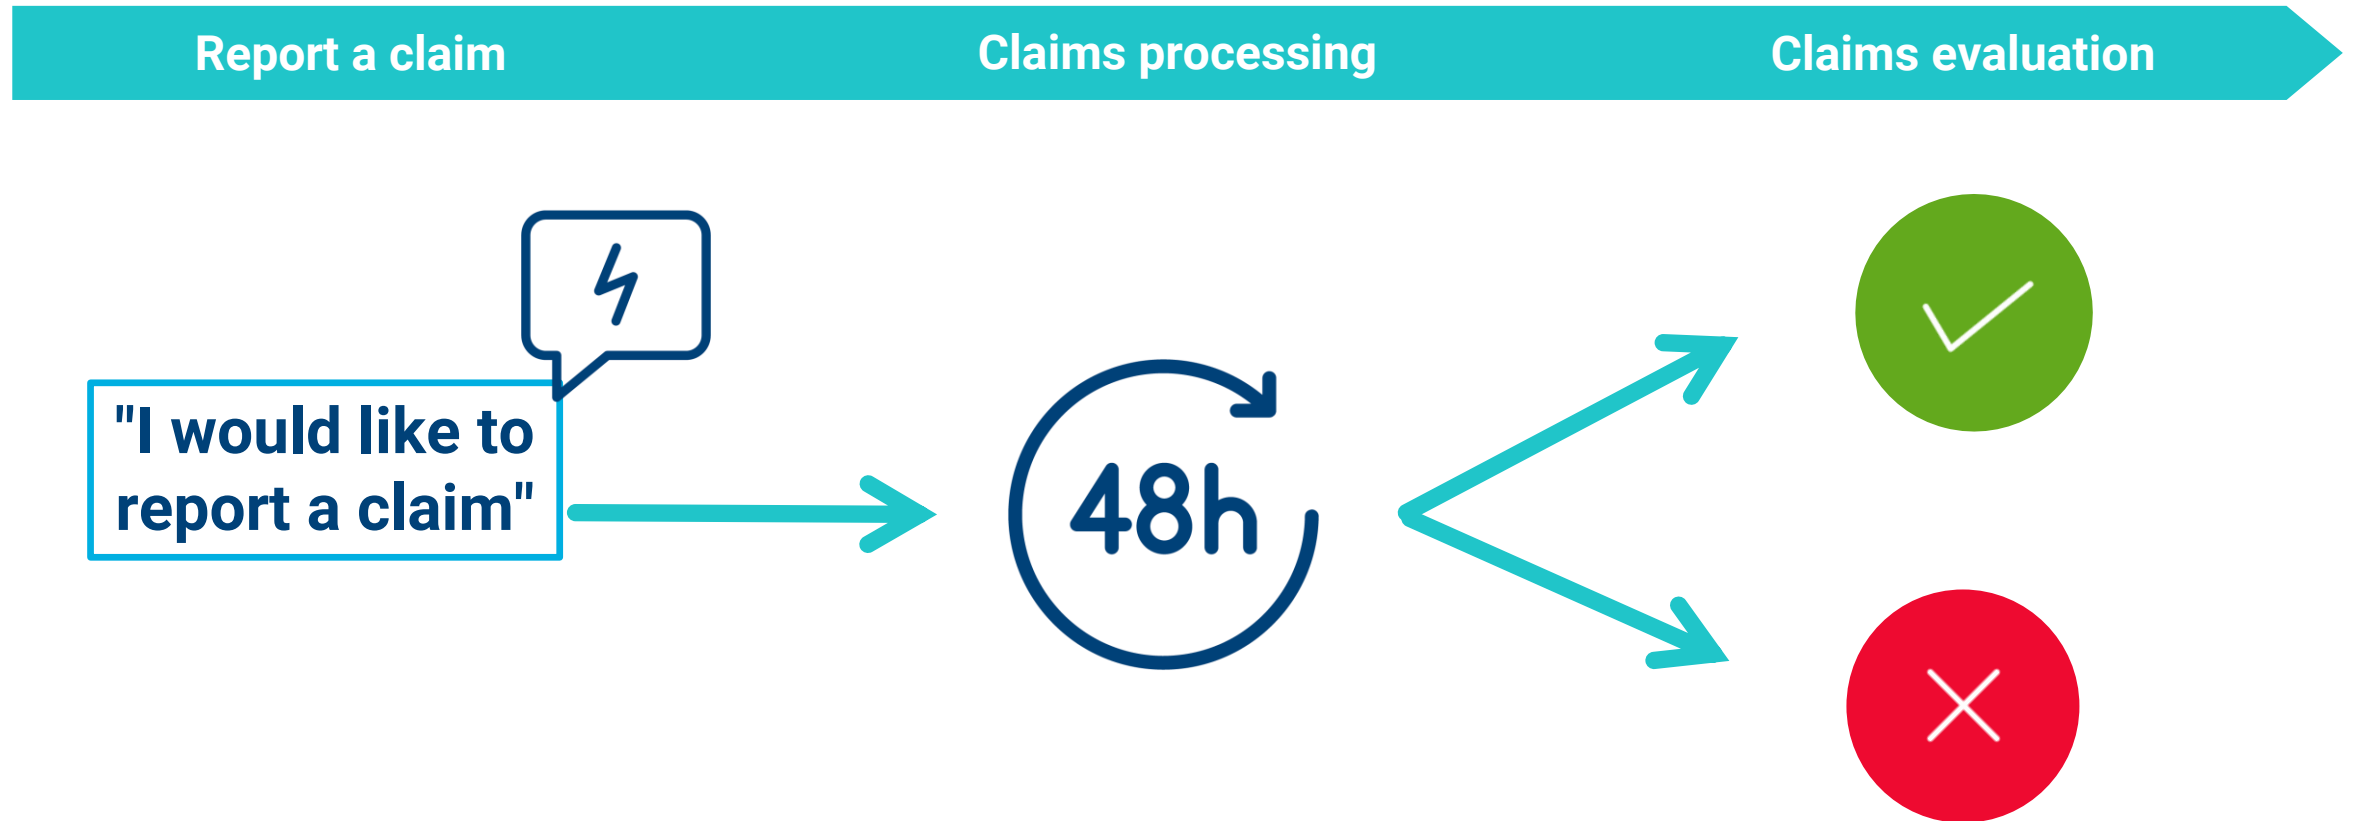 Report a claim
Claims processing
Claims evaluation
"I would like to
report a claim"
48h